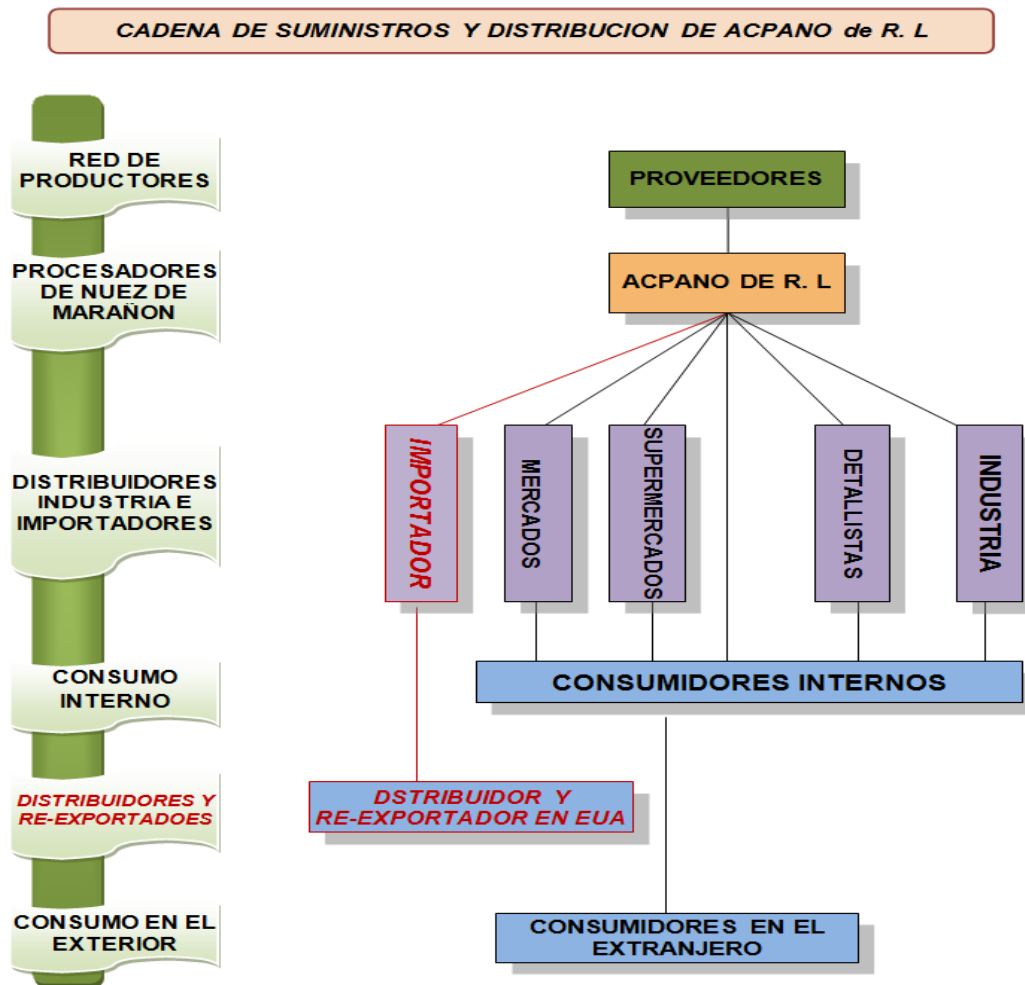 CADENA DE SUMINISTROS Y DISTRIBUCION DE ACPANO de R. L
RED DE
PRODUCTORES
PROVEEDORES
PROCESADORES
DE NUEZ DE
MARAÑON
ACPANO DE R. L
DISTRIBUIDORES
INDUSTRIA E
IMPORTADORES
IMPORTADOR
MERCADOS
SUPERMERCADOS
DETALLISTAS
INDUSTRIA
CONSUMO
INTERNO
CONSUMIDORES INTERNOS
DISTRIBUIDORES Y
RE-EXPORTADOES
DSTRIBUIDOR Y
RE-EXPORTADOR EN EUA
CONSUMO EN EL
EXTERIOR
CONSUMIDORES EN EL
EXTRANJERO